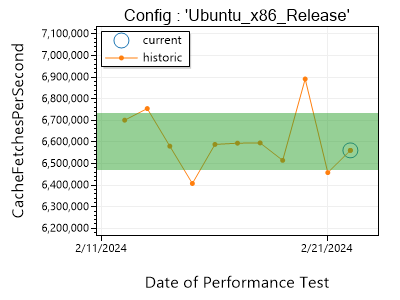 Config : 'Ubuntu_x86_Release'
7,100,000
7,000,000
6,900,000
6,800,000
6,700,000
6,600,000
6,500,000
6,400,000
6,300,000
6,200,000
current
historic
CacheFetchesPerSecond
2/11/2024
2/21/2024
Date of Performance Test